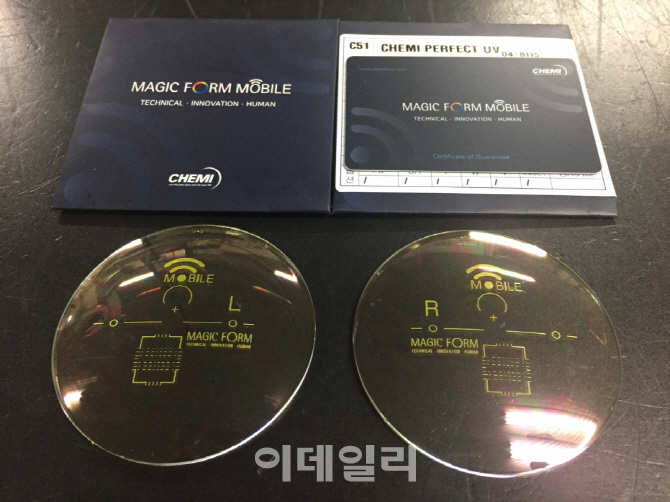 MAGIC FORM MOBILE
TECHNICAL · INNOVATION · HUMAN
CHEMI
C51 CHEMI PERFECT UV
CHEMI
MAGIC FORM MOBILE
TECHNICAL · INNOVATION · HUMAN
Certificate of Guarantee
MOBILE
L
MAGIC FORM
TECHNICAL · INNOVATION · HUMAN
MOBILE
R
MAGIC FORM
TECHNICAL · INNOVATION · HUMAN
이데일리